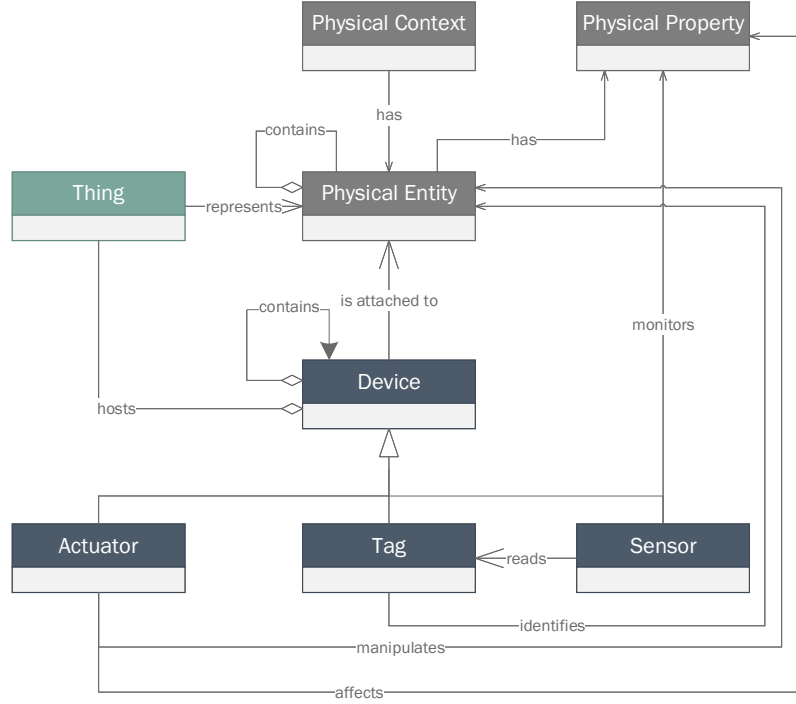 Physical Context
Physical Property
has
contains
has
Thing
Physical Entity
represents
contains
is attached to
monitors
Device
hosts
Actuator
Tag
Sensor
reads
identifies
manipulates
affects